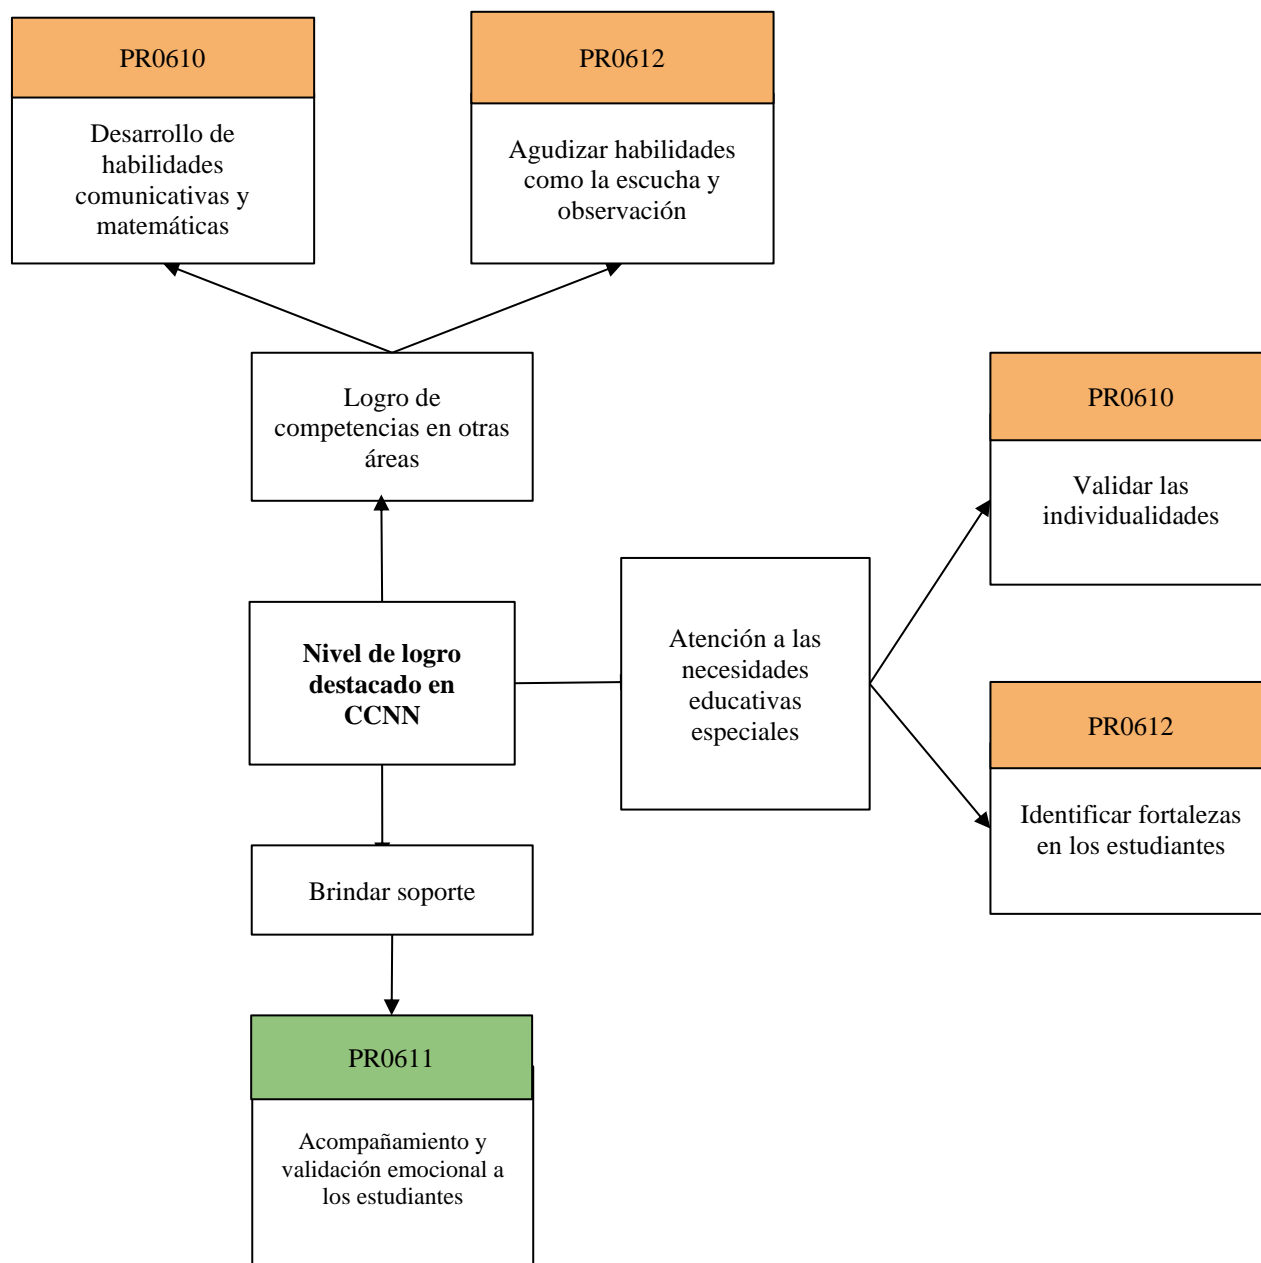 PR0610
Desarrollo de
habilidades
comunicativas y
matemáticas
PR0612
Agudizar habilidades
como la escucha y
observación
Logro de
competencias en otras
áreas
PR0610
Validar las
individualidades
Nivel de logro
destacado en
CCNN
Atención a las
necesidades
educativas
especiales
PR0612
Identificar fortalezas
en los estudiantes
Brindar soporte
PR0611
Acompañamiento y
validación emocional a
los estudiantes